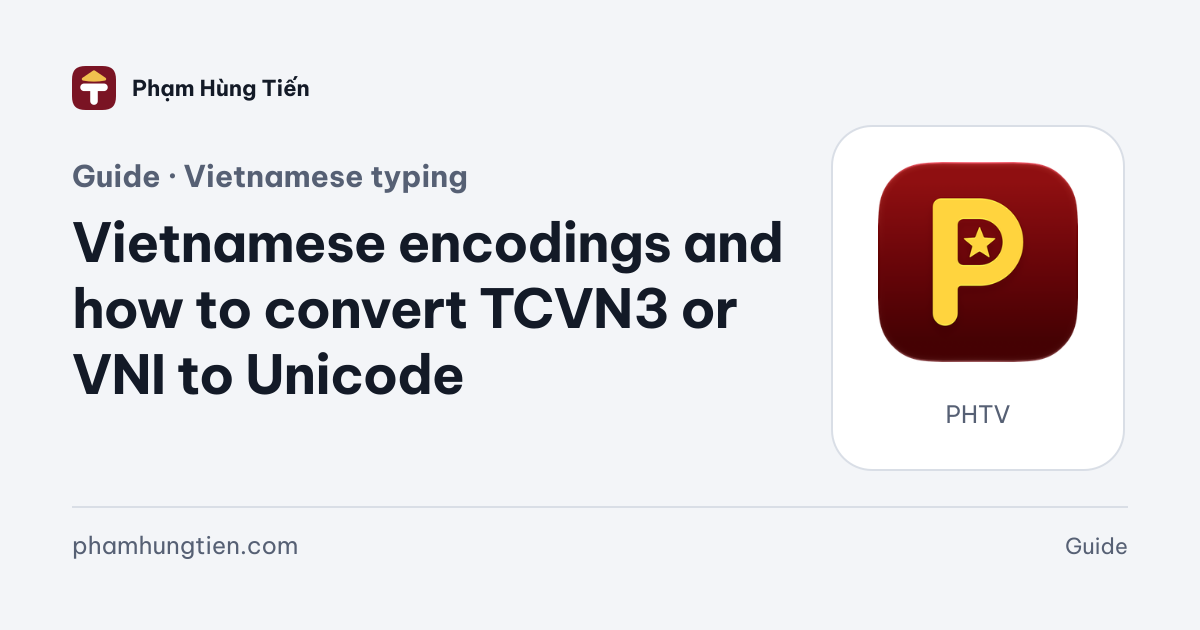 Phạm Hùng Tiến
Guide · Vietnamese typing
Vietnamese encodings and
how to convert TCVN3 or
VNI to Unicode
PHTV
phamhungtien.com
Guide